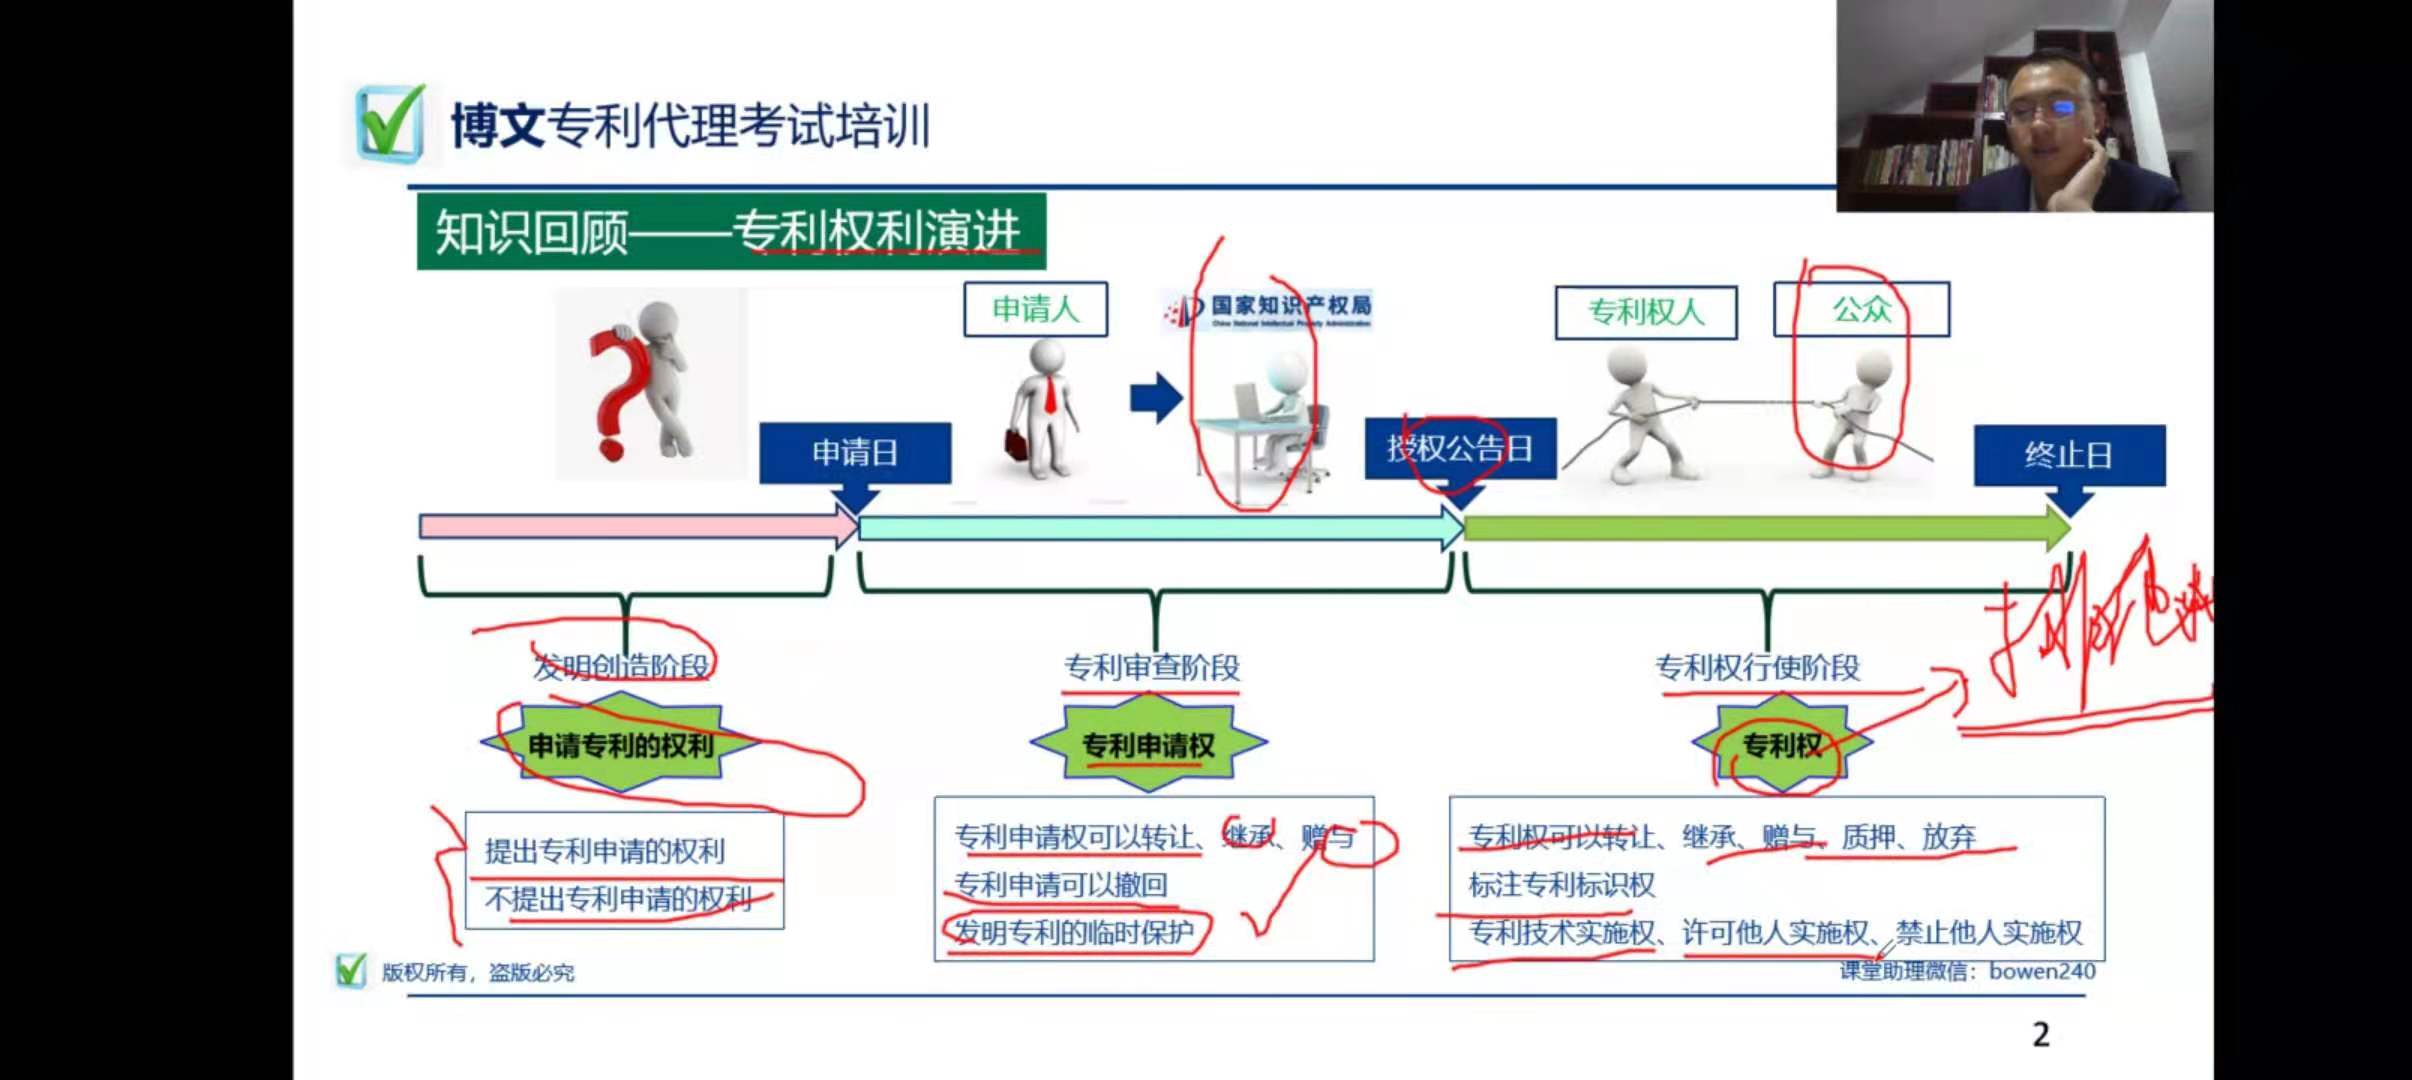 博文专利代理考试培训
知识回顾——专利权利演进
申请人
国家知识产权局
China National Intellectual Property Administration
专利权人
公众
申请日
授权公告日
终止日
发明创造阶段
专利审查阶段
专利权行使阶段
申请专利的权利
专利申请权
专利权
提出专利申请的权利
不提出专利申请的权利
专利申请权可以转让、继承、赠与
专利申请可以撤回
发明专利的临时保护
专利权可以转让、继承、赠与、质押、放弃
标注专利标识权
专利技术实施权、许可他人实施权、禁止他人实施权
版权所有，盗版必究
课堂助理微信：bowen240
2